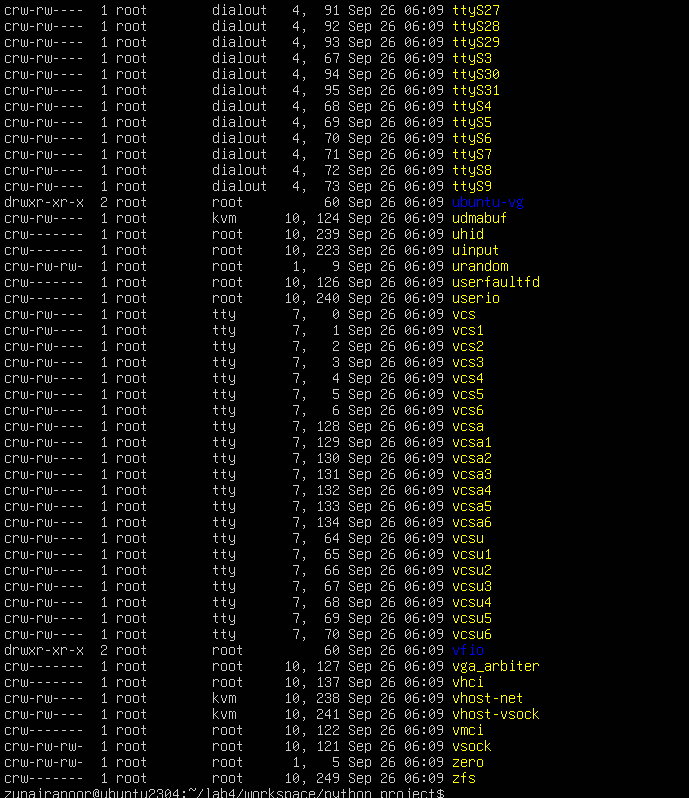 crw-rw---- 1 root dialout 4, 91 Sep 26 06:09 ttyS27
crw-rw---- 1 root dialout 4, 92 Sep 26 06:09 ttyS28
crw-rw---- 1 root dialout 4, 93 Sep 26 06:09 ttyS29
crw-rw---- 1 root dialout 4, 67 Sep 26 06:09 ttyS3
crw-rw---- 1 root dialout 4, 94 Sep 26 06:09 ttyS30
crw-rw---- 1 root dialout 4, 95 Sep 26 06:09 ttyS31
crw-rw---- 1 root dialout 4, 68 Sep 26 06:09 ttyS4
crw-rw---- 1 root dialout 4, 69 Sep 26 06:09 ttyS5
crw-rw---- 1 root dialout 4, 70 Sep 26 06:09 ttyS6
crw-rw---- 1 root dialout 4, 71 Sep 26 06:09 ttyS7
crw-rw---- 1 root dialout 4, 72 Sep 26 06:09 ttyS8
crw-rw---- 1 root dialout 4, 73 Sep 26 06:09 ttyS9
drwxr-xr-x 2 root root 60 Sep 26 06:09 ubuntu-vg
crw-rw---- 1 root kvm 10, 124 Sep 26 06:09 udmabuf
crw------- 1 root root 10, 239 Sep 26 06:09 uhid
crw------- 1 root root 10, 223 Sep 26 06:09 uinput
crw-rw-rw- 1 root root 1, 9 Sep 26 06:09 urandom
crw------- 1 root root 10, 126 Sep 26 06:09 userfaultfd
crw------- 1 root root 10, 240 Sep 26 06:09 userio
crw-rw---- 1 root tty 7, 0 Sep 26 06:09 vcs
crw-rw---- 1 root tty 7, 1 Sep 26 06:09 vcs1
crw-rw---- 1 root tty 7, 2 Sep 26 06:09 vcs2
crw-rw---- 1 root tty 7, 3 Sep 26 06:09 vcs3
crw-rw---- 1 root tty 7, 4 Sep 26 06:09 vcs4
crw-rw---- 1 root tty 7, 5 Sep 26 06:09 vcs5
crw-rw---- 1 root tty 7, 6 Sep 26 06:09 vcs6
crw-rw---- 1 root tty 7, 128 Sep 26 06:09 vcsa
crw-rw---- 1 root tty 7, 129 Sep 26 06:09 vcsa1
crw-rw---- 1 root tty 7, 130 Sep 26 06:09 vcsa2
crw-rw---- 1 root tty 7, 131 Sep 26 06:09 vcsa3
crw-rw---- 1 root tty 7, 132 Sep 26 06:09 vcsa4
crw-rw---- 1 root tty 7, 133 Sep 26 06:09 vcsa5
crw-rw---- 1 root tty 7, 134 Sep 26 06:09 vcsa6
crw-rw---- 1 root tty 7, 64 Sep 26 06:09 vcsu
crw-rw---- 1 root tty 7, 65 Sep 26 06:09 vcsu1
crw-rw---- 1 root tty 7, 66 Sep 26 06:09 vcsu2
crw-rw---- 1 root tty 7, 67 Sep 26 06:09 vcsu3
crw-rw---- 1 root tty 7, 68 Sep 26 06:09 vcsu4
crw-rw---- 1 root tty 7, 69 Sep 26 06:09 vcsu5
crw-rw---- 1 root tty 7, 70 Sep 26 06:09 vcsu6
drwxr-xr-x 2 root root 60 Sep 26 06:09 vfio
crw------- 1 root root 10, 127 Sep 26 06:09 vga_arbiter
crw------- 1 root root 10, 137 Sep 26 06:09 vhci
crw-rw---- 1 root kvm 10, 238 Sep 26 06:09 vhost-net
crw-rw---- 1 root kvm 10, 241 Sep 26 06:09 vhost-vsock
crw------- 1 root root 10, 122 Sep 26 06:09 vmci
crw-rw-rw- 1 root root 10, 121 Sep 26 06:09 vsock
crw-rw-rw- 1 root root 1, 5 Sep 26 06:09 zero
crw-rw-rw- 1 root root 10, 249 Sep 26 06:09 zfs
zunairanoor@ubuntu2304:~/lab4/workspace/python_project$